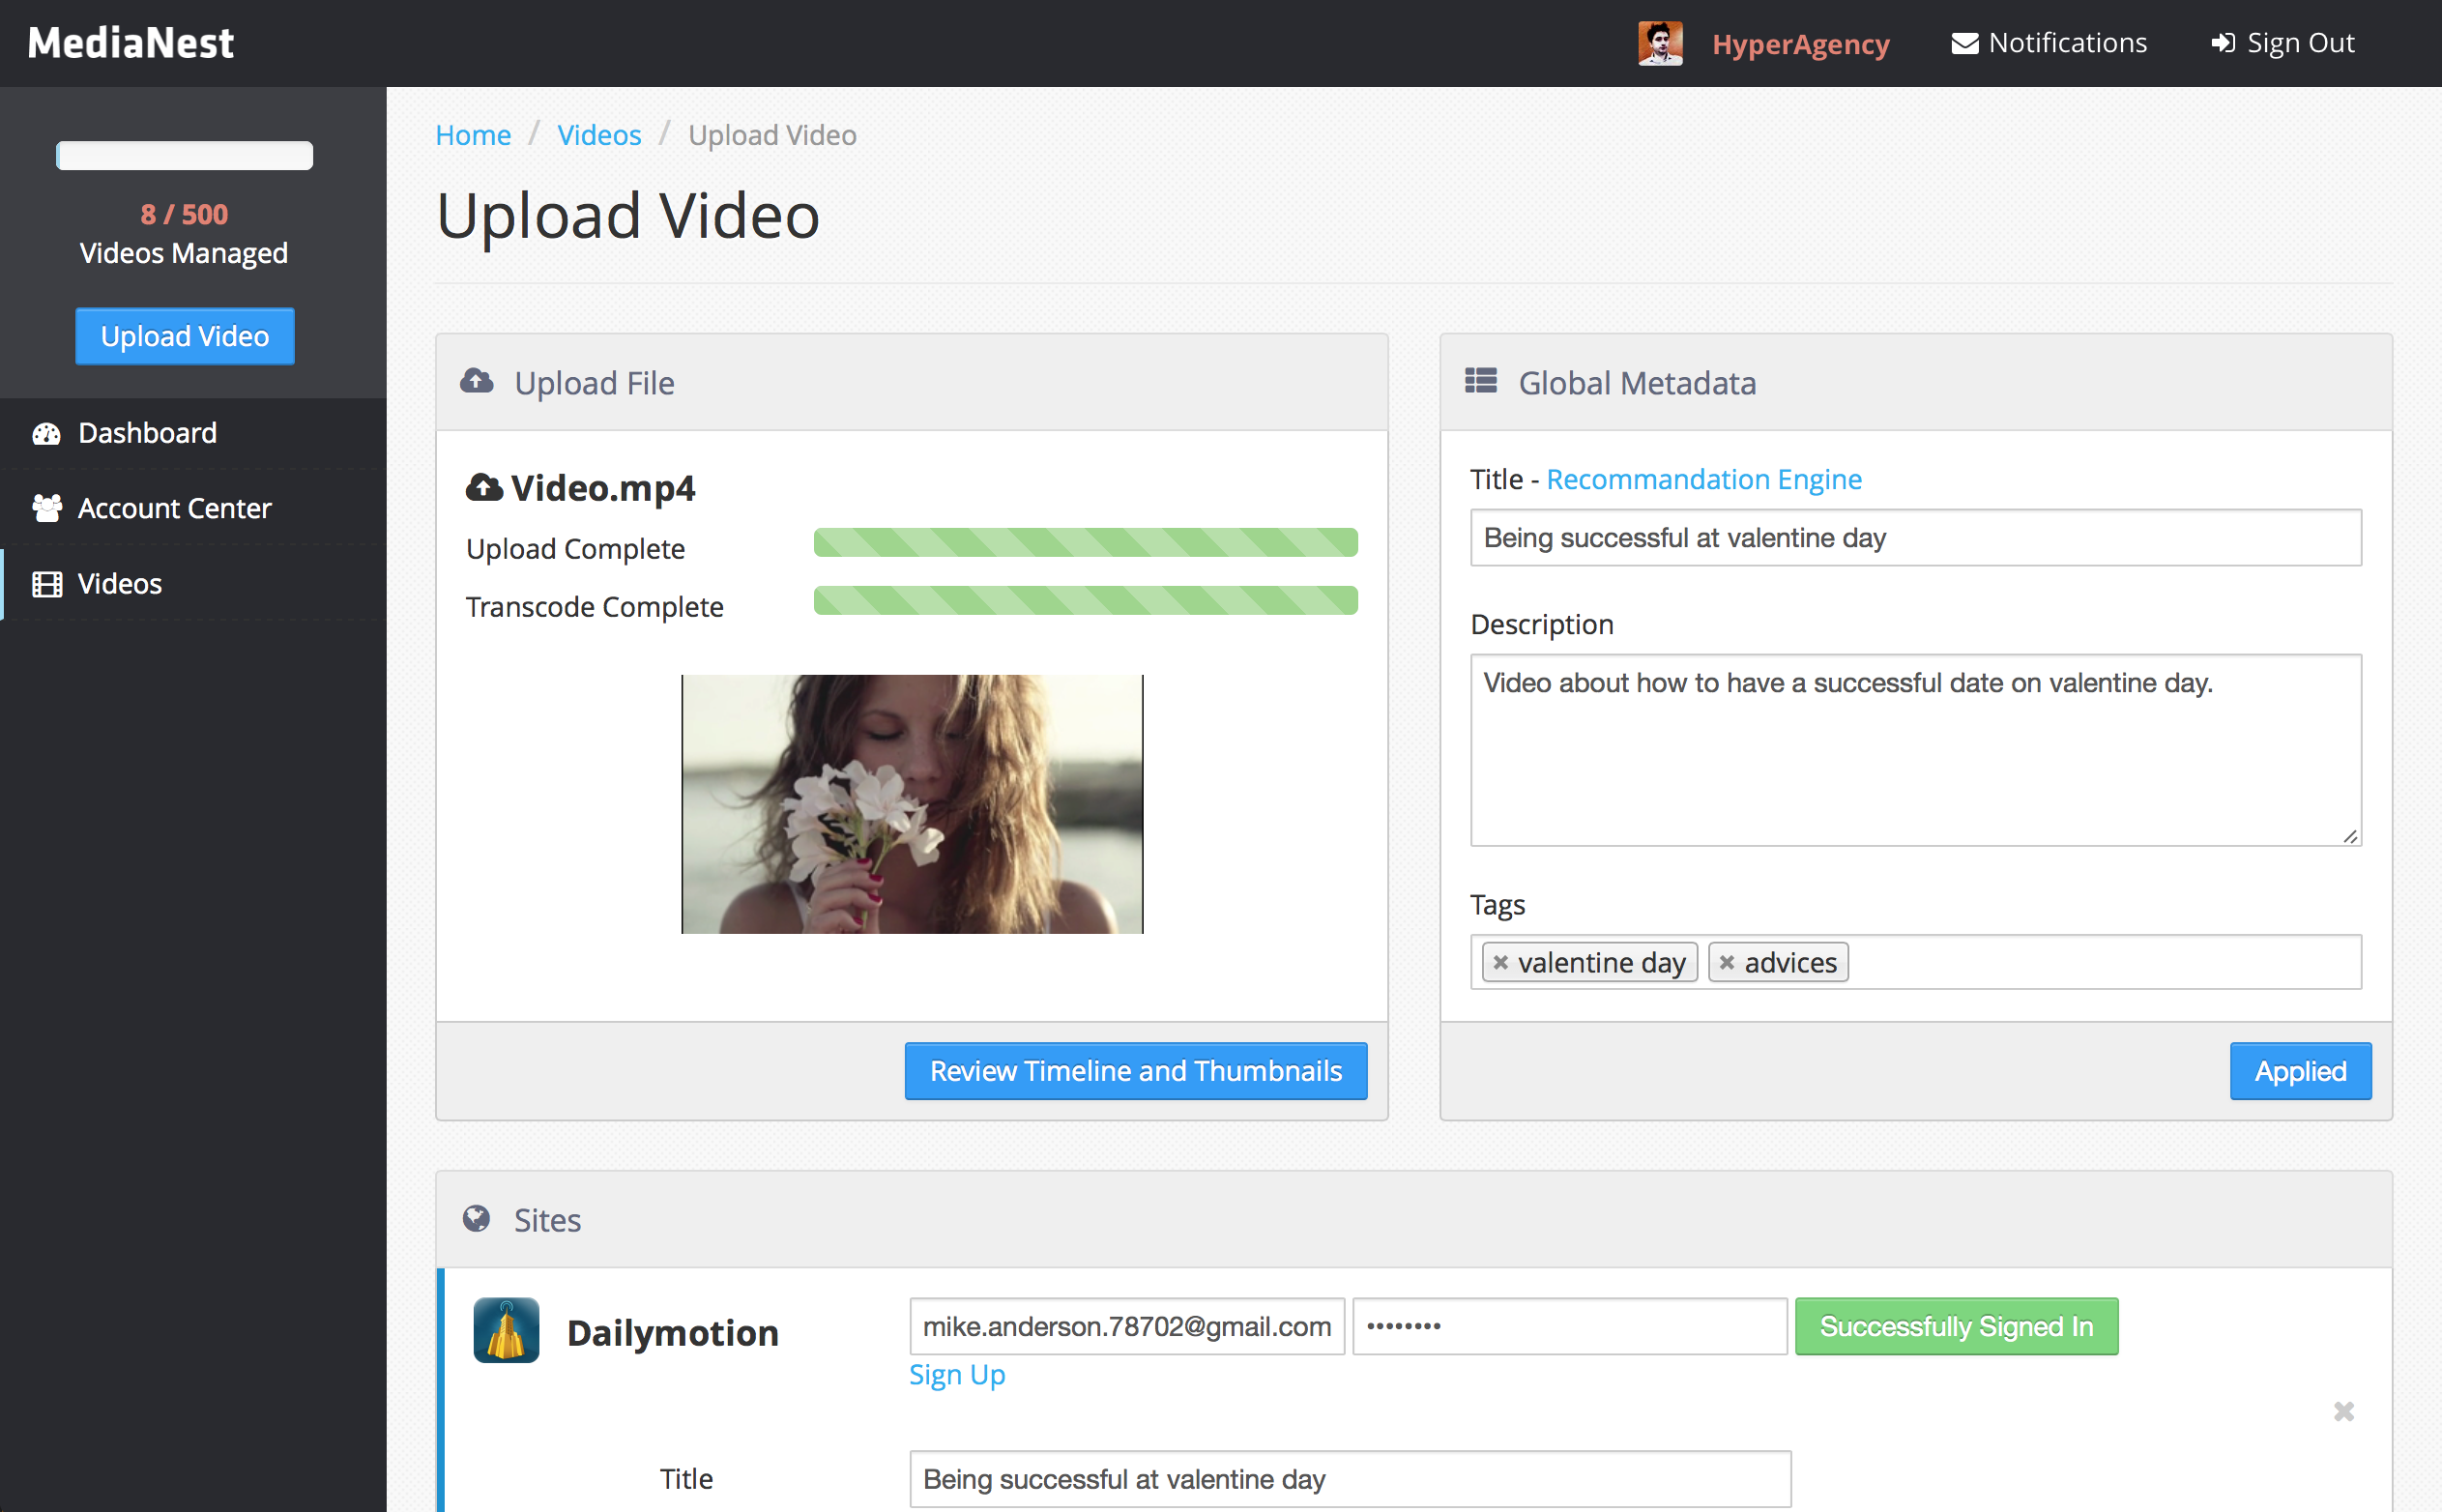 MediaNest
HyperAgency
Notifications
Sign Out
8 / 500
Videos Managed
Upload Video
Dashboard
Account Center
Videos
Home / Videos / Upload Video
Upload Video
Upload File
Video.mp4
Upload Complete
Transcode Complete
Review Timeline and Thumbnails
Global Metadata
Title - Recommandation Engine
Being successful at valentine day
Description
Video about how to have a successful date on valentine day.
Tags
× valentine day × advices
Applied
Sites
Dailymotion
mike.anderson.78702@gmail.com
••••••••
Successfully Signed In
Sign Up
Title
Being successful at valentine day